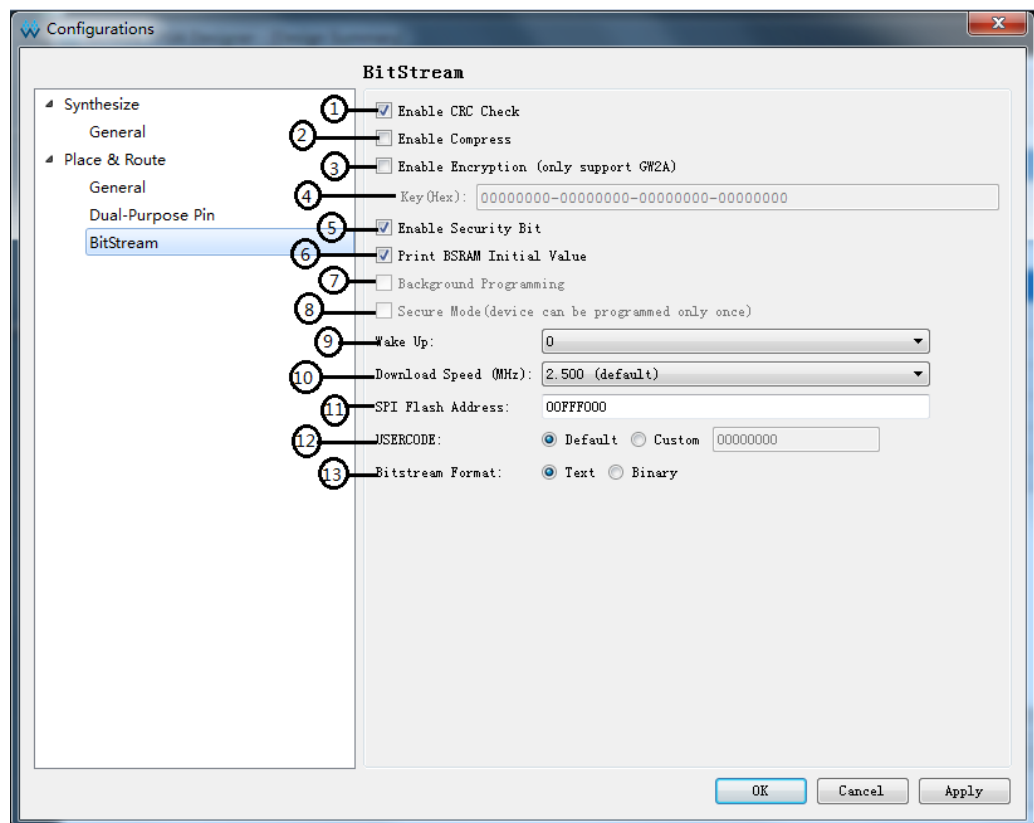 Configurations
BitStream
Synthesize
General
Place & Route
General
Dual-Purpose Pin
BitStream
1 Enable CRC Check
2 Enable Compress
3 Enable Encryption (only support GW2A)
4 Key(Hex): 00000000-00000000-00000000-00000000
5 Enable Security Bit
6 Print BSRAM Initial Value
7 Background Programming
8 Secure Mode(device can be programmed only once)
9 Wake Up: 0
10 Download Speed (MHz): 2.500 (default)
11 SPI Flash Address: 00FFF000
12 USERCODE: Default Custom 00000000
13 Bitstream Format: Text Binary
OK Cancel Apply